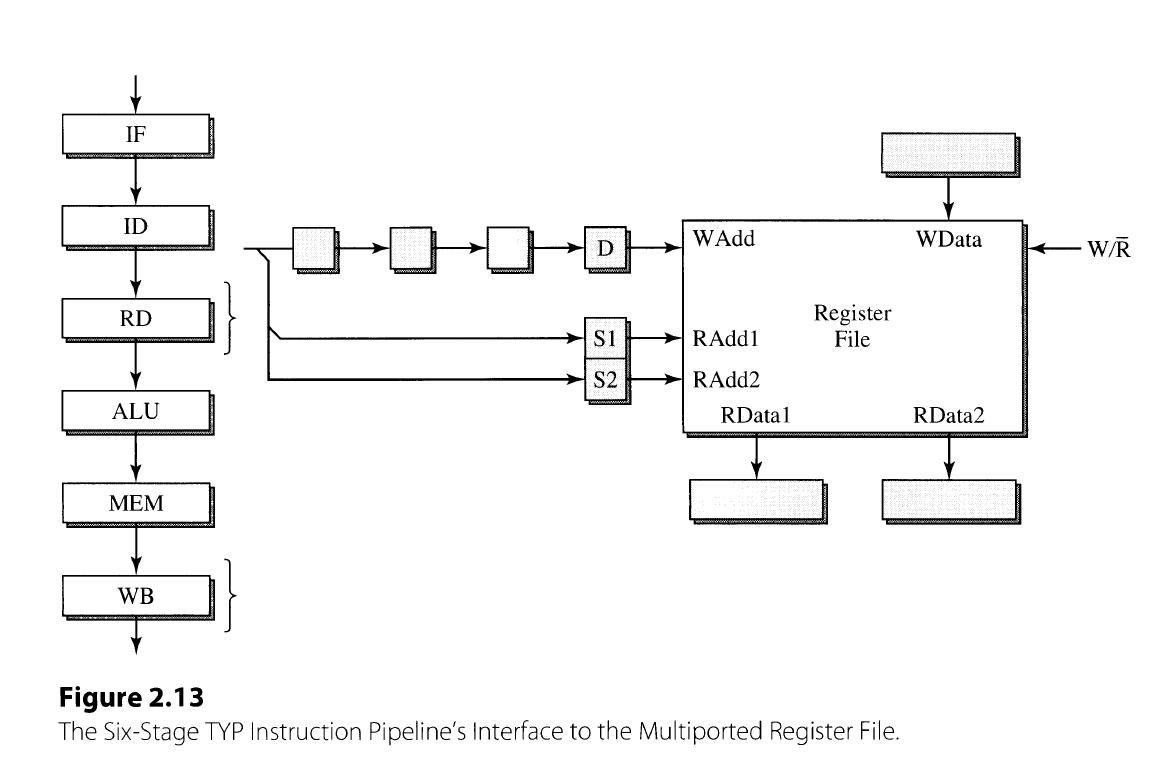 IF
ID
RD
ALU
MEM
WB
D
S1
S2
WAdd
WData
W/R̅
Register
File
RAdd1
RAdd2
RData1
RData2
Figure 2.13
The Six-Stage TYP Instruction Pipeline's Interface to the Multiported Register File.